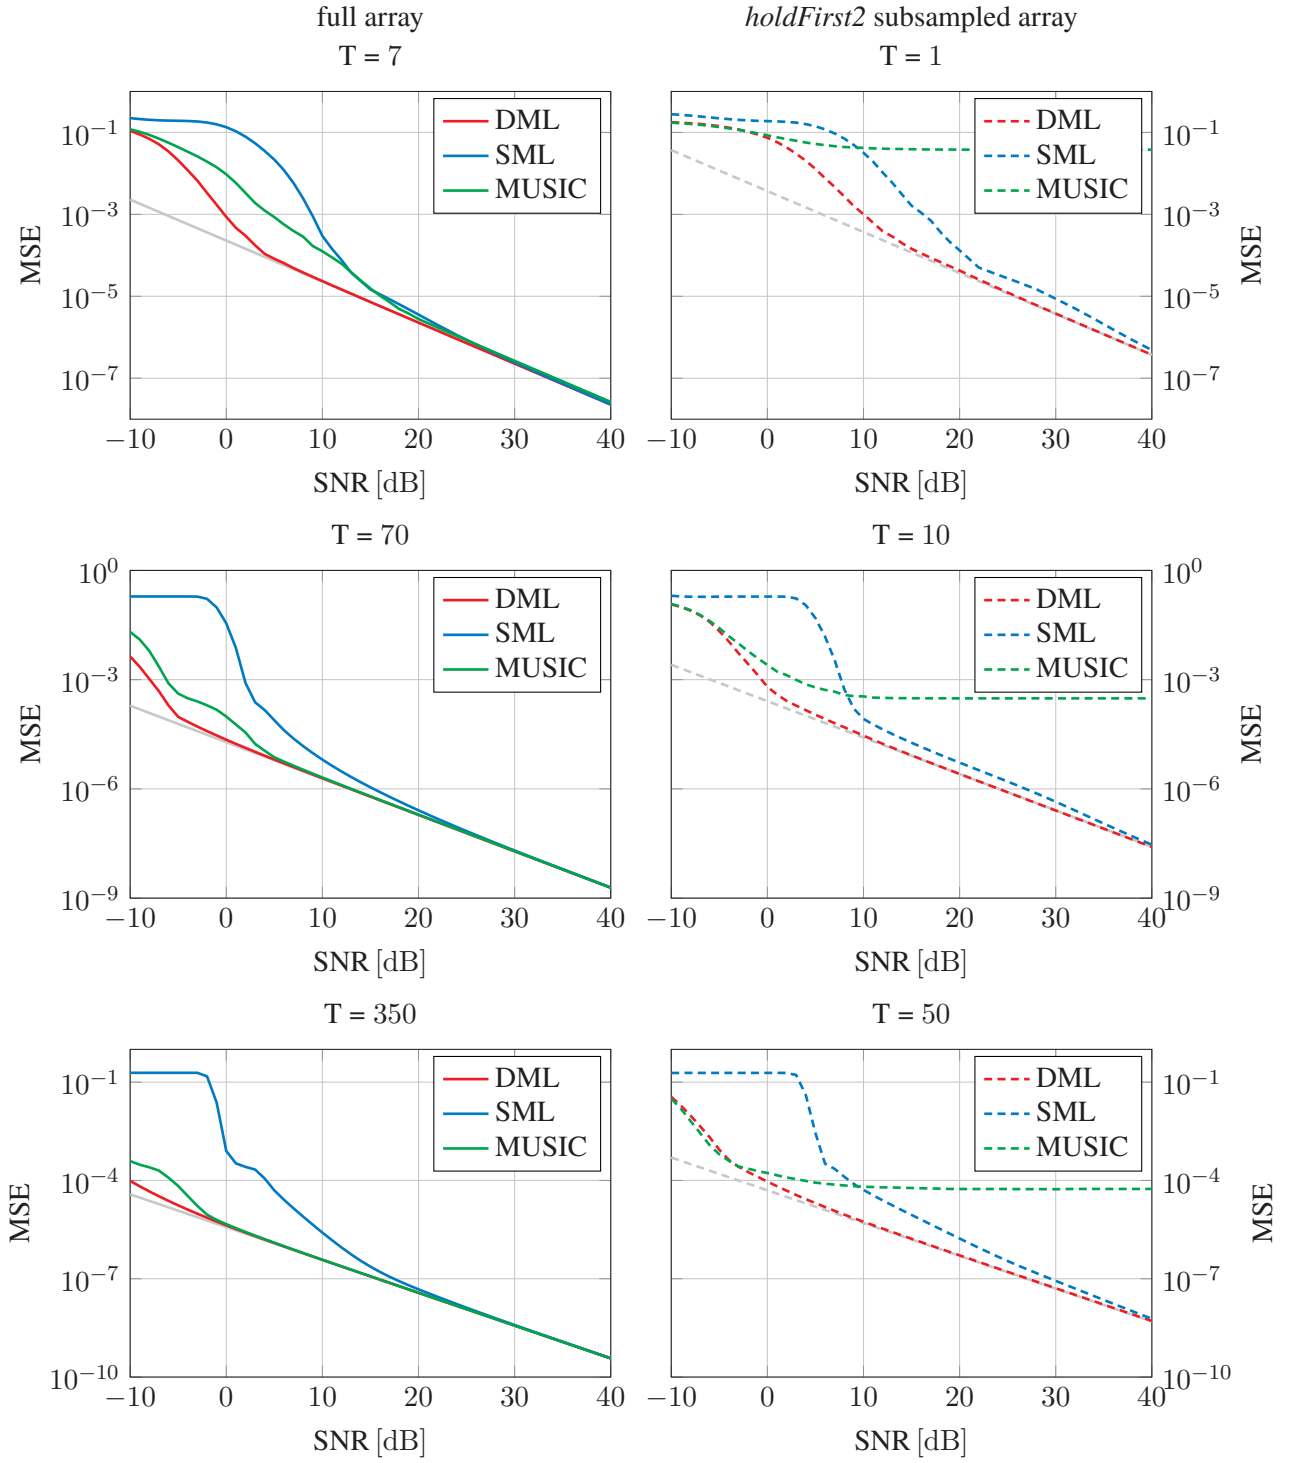 full array
holdFirst2 subsampled array
T = 7
T = 1
10⁻¹
10⁻³
10⁻⁵
10⁻⁷
MSE
−10 0 10 20 30 40
SNR [dB]
DML
SML
MUSIC
10⁻¹
10⁻³
10⁻⁵
10⁻⁷
MSE
−10 0 10 20 30 40
SNR [dB]
DML
SML
MUSIC
T = 70
T = 10
10⁰
10⁻³
10⁻⁶
10⁻⁹
MSE
−10 0 10 20 30 40
SNR [dB]
DML
SML
MUSIC
10⁰
10⁻³
10⁻⁶
10⁻⁹
MSE
−10 0 10 20 30 40
SNR [dB]
DML
SML
MUSIC
T = 350
T = 50
10⁻¹
10⁻⁴
10⁻⁷
10⁻¹⁰
MSE
−10 0 10 20 30 40
SNR [dB]
DML
SML
MUSIC
10⁻¹
10⁻⁴
10⁻⁷
10⁻¹⁰
MSE
−10 0 10 20 30 40
SNR [dB]
DML
SML
MUSIC